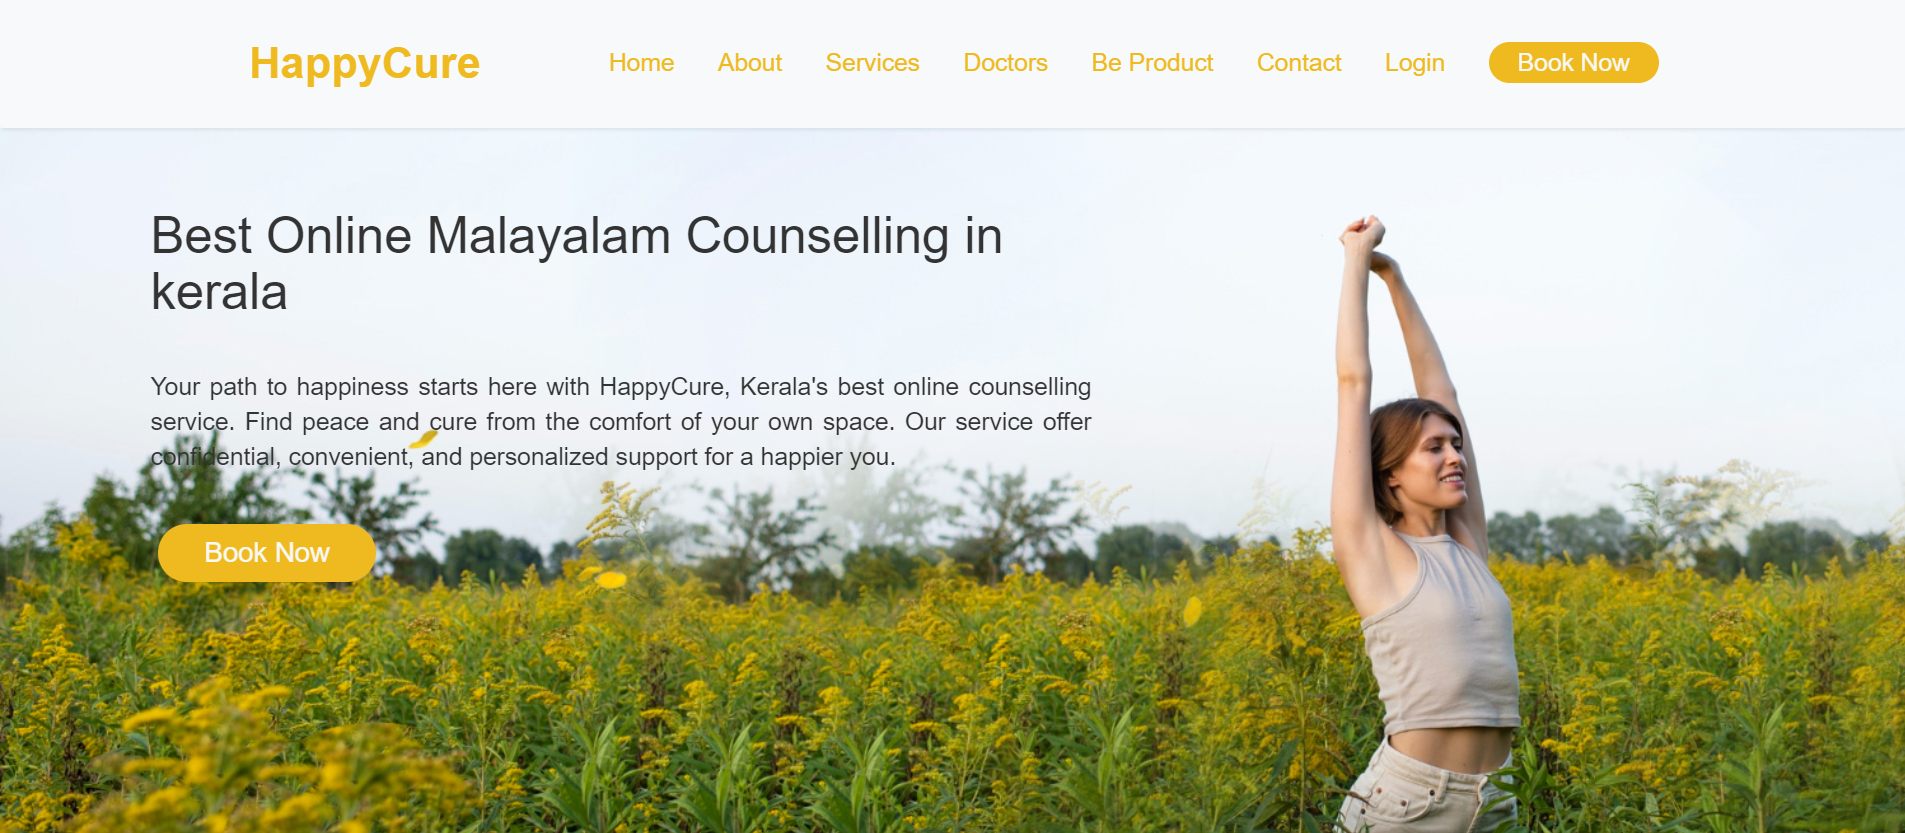 HappyCure
Home About Services Doctors Be Product Contact Login Book Now
Best Online Malayalam Counselling in
kerala
Your path to happiness starts here with HappyCure, Kerala's best online counselling
service. Find peace and cure from the comfort of your own space. Our service offer
confidential, convenient, and personalized support for a happier you.
Book Now